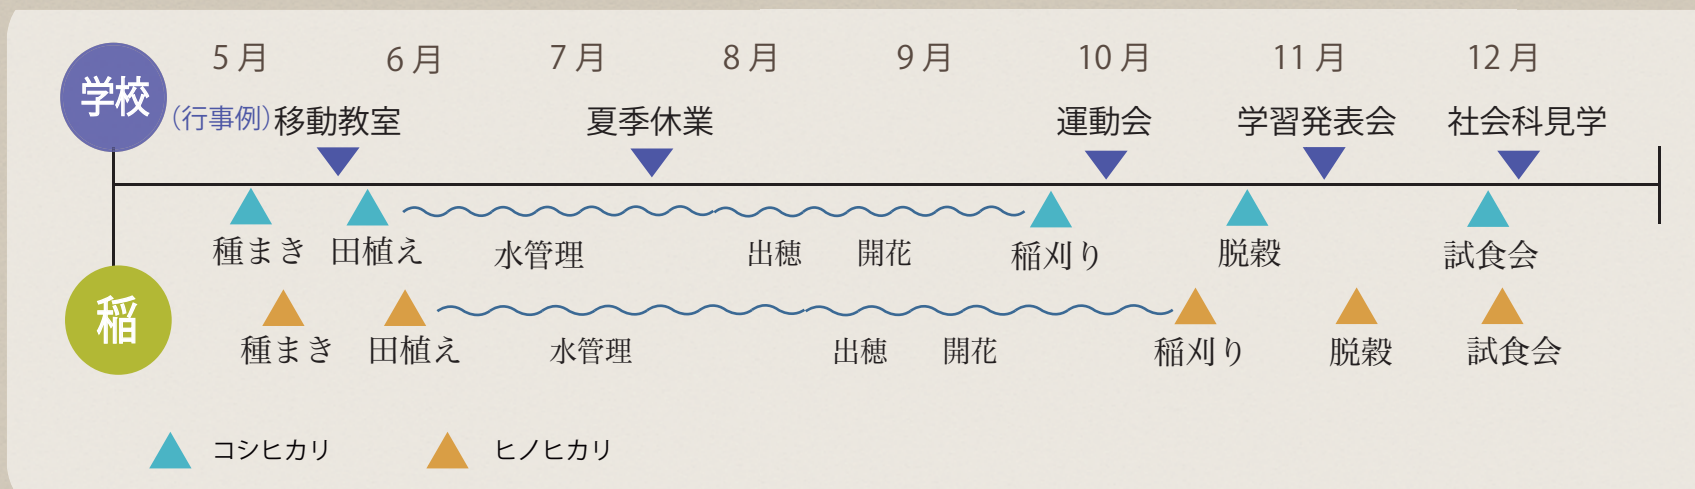 5月 6月 7月 8月 9月 10月 11月 12月
学校
(行事例) 移動教室 夏季休業 運動会 学習発表会 社会科見学
種まき 田植え 水管理 出穂 開花 稲刈り 脱穀 試食会
稲
種まき 田植え 水管理 出穂 開花 稲刈り 脱穀 試食会
コシヒカリ ヒノヒカリ